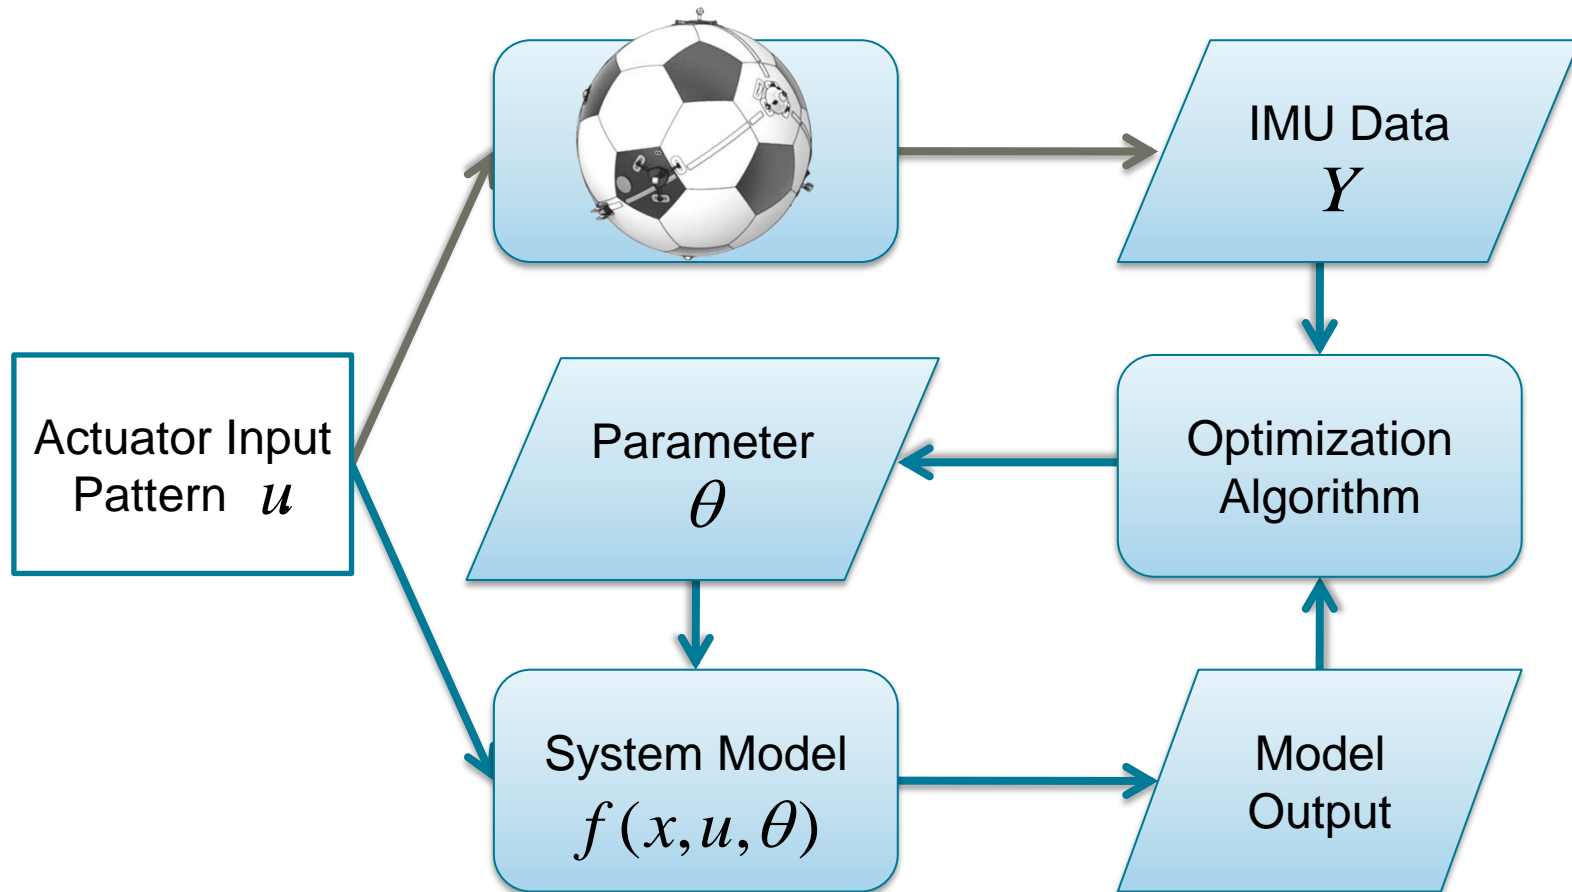 IMU Data
Y
Actuator Input
Pattern u
Parameter
θ
Optimization
Algorithm
System Model
f(x,u,θ)
Model
Output